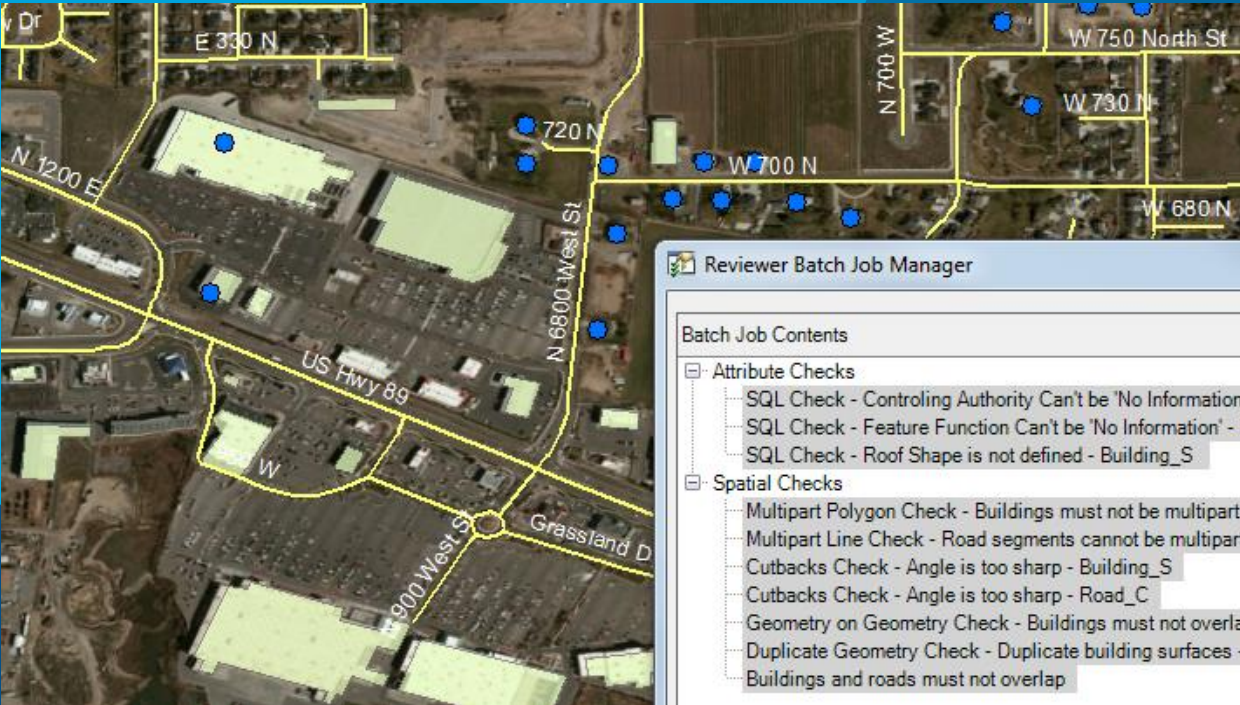 w Dr
E 330 N
W 750 North St
N 700 W
W 730 N
720 N
W 700 N
N 1200 E
W 680 N
N 6800 West St
US Hwy 89
W
Grassland D
900 West St
Reviewer Batch Job Manager
Batch Job Contents
Attribute Checks
SQL Check - Controling Authority Can't be 'No Information
SQL Check - Feature Function Can't be 'No Information' -
SQL Check - Roof Shape is not defined - Building_S
Spatial Checks
Multipart Polygon Check - Buildings must not be multipart
Multipart Line Check - Road segments cannot be multipar
Cutbacks Check - Angle is too sharp - Building_S
Cutbacks Check - Angle is too sharp - Road_C
Geometry on Geometry Check - Buildings must not overla
Duplicate Geometry Check - Duplicate building surfaces -
Buildings and roads must not overlap